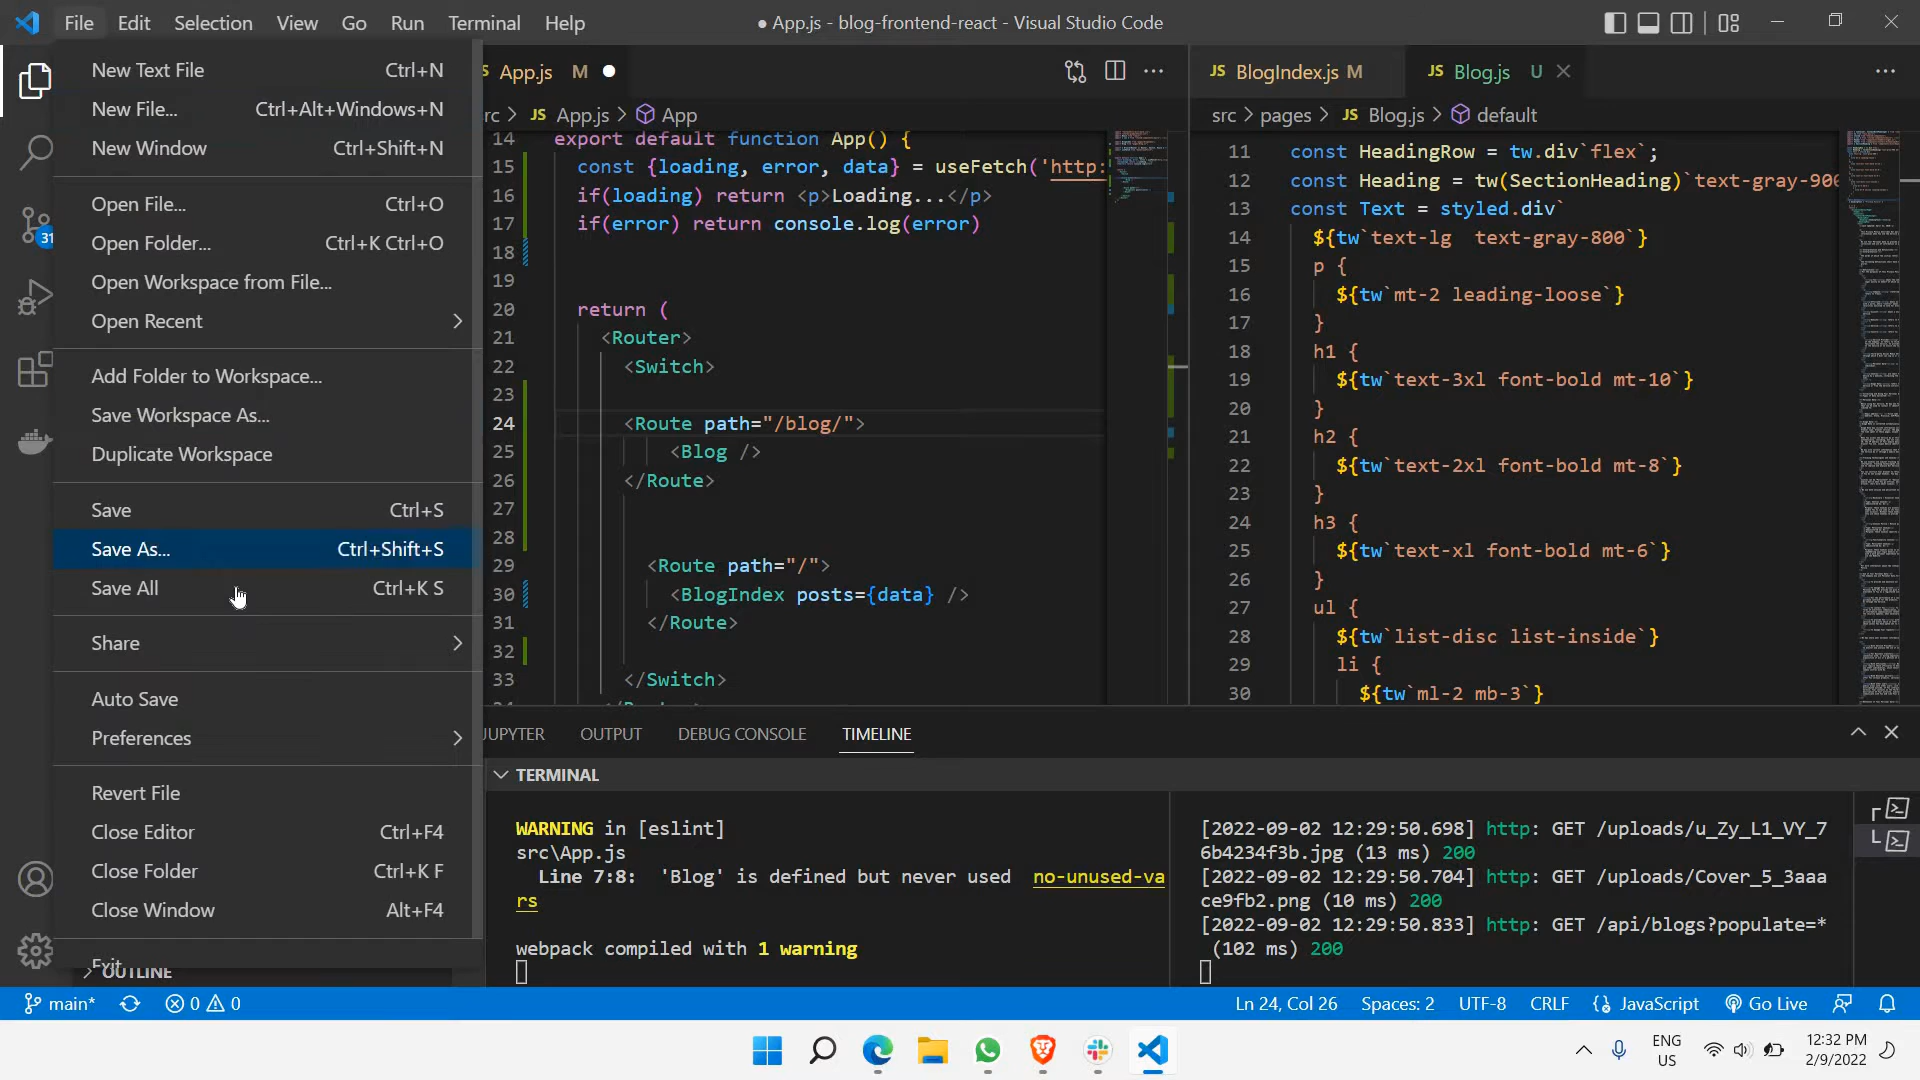 File Edit Selection View Go Run Terminal Help
● App.js - blog-frontend-react - Visual Studio Code
New Text File Ctrl+N
New File... Ctrl+Alt+Windows+N
New Window Ctrl+Shift+N
Open File... Ctrl+O
Open Folder... Ctrl+K Ctrl+O
Open Workspace from File...
Open Recent
Add Folder to Workspace...
Save Workspace As...
Duplicate Workspace
Save Ctrl+S
Save As... Ctrl+Shift+S
Save All Ctrl+K S
Share
Auto Save
Preferences
Revert File
Close Editor Ctrl+F4
Close Folder Ctrl+K F
Close Window Alt+F4
Exit
OUTLINE
31
App.js M
rc > JS App.js > App
14 export default function App() {
15 const {loading, error, data} = useFetch('http:
16 if(loading) return <p>Loading...</p>
17 if(error) return console.log(error)
18
19
20 return (
21 <Router>
22 <Switch>
23
24 <Route path="/blog/">
25 <Blog />
26 </Route>
27
28
29 <Route path="/">
30 <BlogIndex posts={data} />
31 </Route>
32
33 </Switch>
JS BlogIndex.js M
JS Blog.js U
src > pages > JS Blog.js > default
11 const HeadingRow = tw.div`flex`;
12 const Heading = tw(SectionHeading)`text-gray-900
13 const Text = styled.div`
14 ${tw`text-lg  text-gray-800`}
15 p {
16 ${tw`mt-2 leading-loose`}
17 }
18 h1 {
19 ${tw`text-3xl font-bold mt-10`}
20 }
21 h2 {
22 ${tw`text-2xl font-bold mt-8`}
23 }
24 h3 {
25 ${tw`text-xl font-bold mt-6`}
26 }
27 ul {
28 ${tw`list-disc list-inside`}
29 li {
30 ${tw`ml-2 mb-3`}
JUPYTER OUTPUT DEBUG CONSOLE TIMELINE
TERMINAL
WARNING in [eslint]
src\App.js
Line 7:8: 'Blog' is defined but never used no-unused-va
rs
webpack compiled with 1 warning
[2022-09-02 12:29:50.698] http: GET /uploads/u_Zy_L1_VY_7
6b4234f3b.jpg (13 ms) 200
[2022-09-02 12:29:50.704] http: GET /uploads/Cover_5_3aaa
ce9fb2.png (10 ms) 200
[2022-09-02 12:29:50.833] http: GET /api/blogs?populate=*
(102 ms) 200
main* 0 0
Ln 24, Col 26 Spaces: 2 UTF-8 CRLF JavaScript Go Live
ENG
US
12:32 PM
2/9/2022